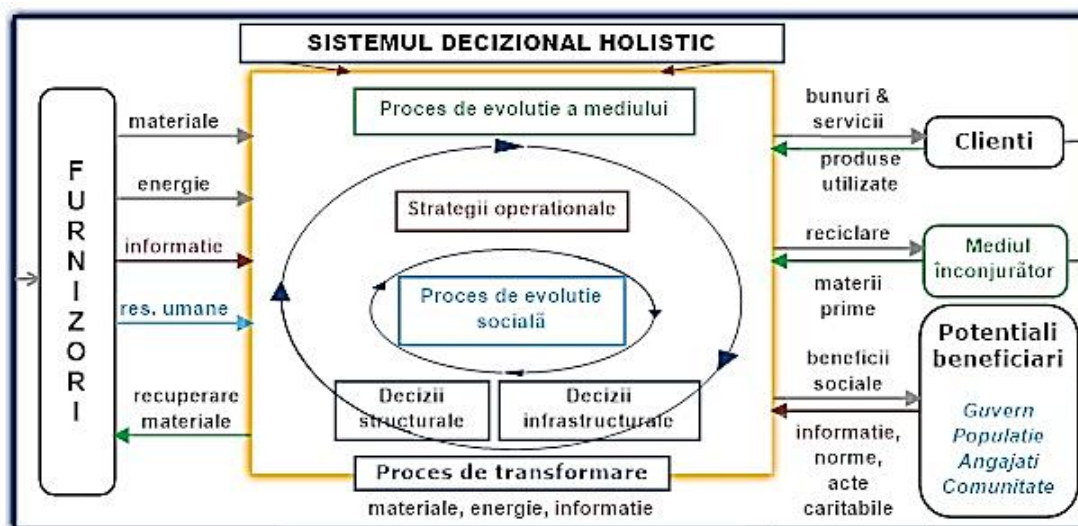 SISTEMUL DECIZIONAL HOLISTIC
FURNIZORI
materiale
energie
informatie
res. umane
recuperare
materiale
Proces de evolutie a mediului
Strategii operationale
Proces de evolutie
socială
Decizii
structurale
Decizii
infrastructurale
Proces de transformare
materiale, energie, informatie
bunuri &
servicii
produse
utilizate
reciclare
materii
prime
beneficii
sociale
informatie,
norme,
acte
caritabile
Clienti
Mediul
înconjurător
Potentiali
beneficiari
Guvern
Populatie
Angajati
Comunitate